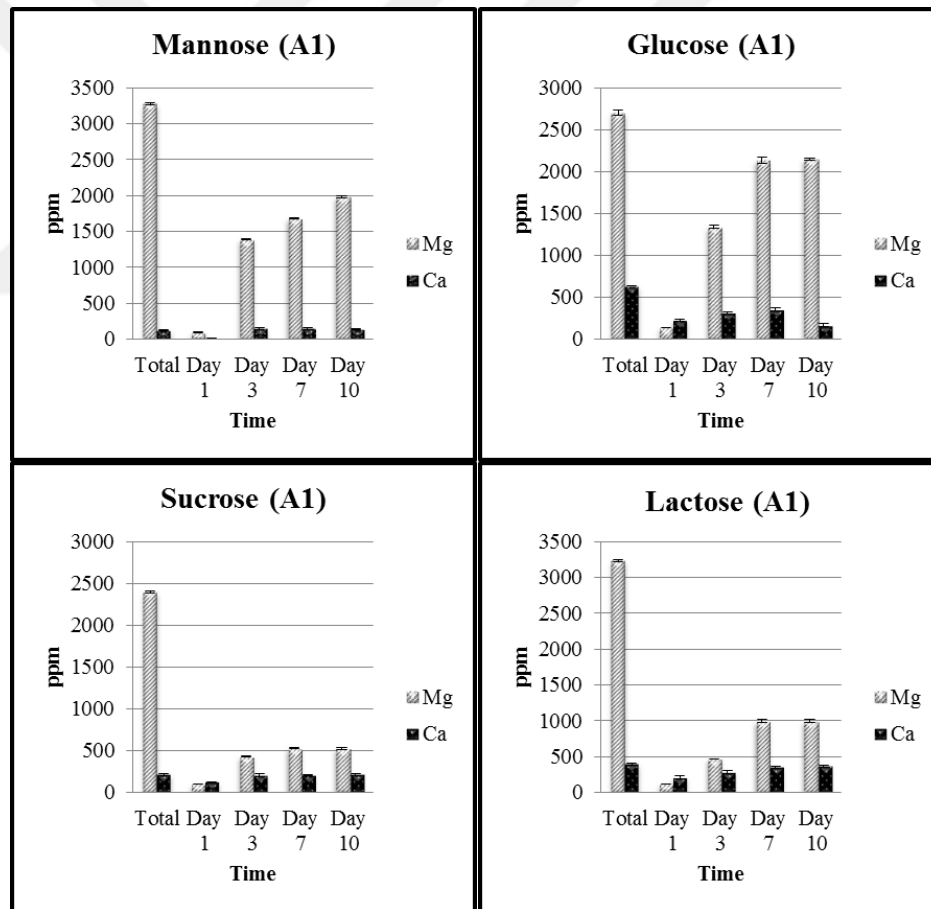 Mannose (A1)
3500
3000
2500
2000
1500
1000
500
0
ppm
Total Day Day Day Day
1 3 7 10
Time
Mg
Ca
Glucose (A1)
3000
2500
2000
1500
1000
500
0
ppm
Total Day Day Day Day
1 3 7 10
Time
Mg
Ca
Sucrose (A1)
3000
2500
2000
1500
1000
500
0
ppm
Total Day Day Day Day
1 3 7 10
Time
Mg
Ca
Lactose (A1)
3500
3000
2500
2000
1500
1000
500
0
ppm
Total Day Day Day Day
1 3 7 10
Time
Mg
Ca